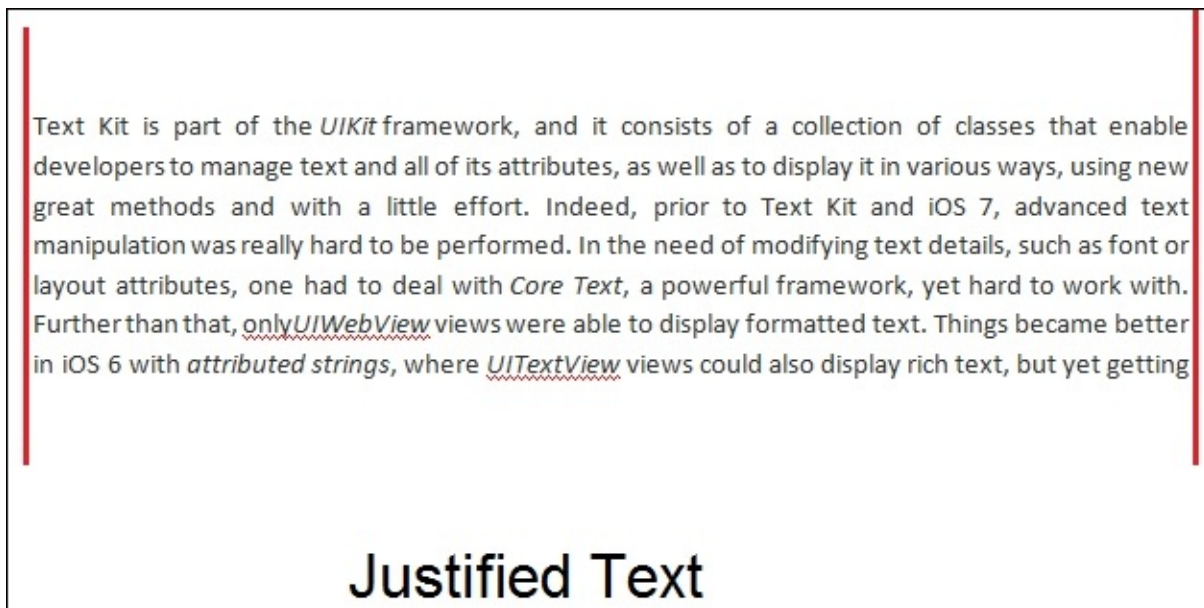 Text Kit is part of the UIKit framework, and it consists of a collection of classes that enable
developers to manage text and all of its attributes, as well as to display it in various ways, using new
great methods and with a little effort. Indeed, prior to Text Kit and iOS 7, advanced text
manipulation was really hard to be performed. In the need of modifying text details, such as font or
layout attributes, one had to deal with Core Text, a powerful framework, yet hard to work with.
Further than that, onlyUIWebView views were able to display formatted text. Things became better
in iOS 6 with attributed strings, where UITextView views could also display rich text, but yet getting
Justified Text